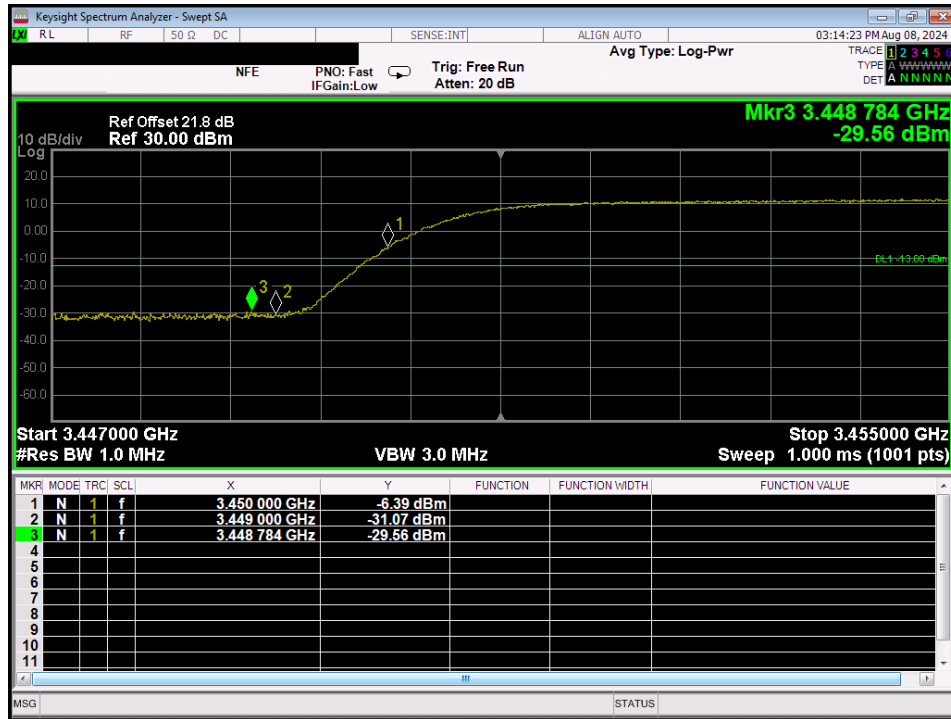 Keysight Spectrum Analyzer - Swept SA
LXI RL RF 50 Ω DC SENSE:INT ALIGN AUTO 03:14:23 PM Aug 08, 2024
Avg Type: Log-Pwr TRACE 1 2 3 4 5 6
NFE PNO: Fast Trig: Free Run TYPE A WWWWW
IFGain:Low Atten: 20 dB DET A N N N N N
Mkr3 3.448 784 GHz
Ref Offset 21.8 dB
10 dB/div Ref 30.00 dBm -29.56 dBm
Log
20.0
10.0
1
0.00
-10.0
DL1 -13.00 dBm
-20.0
3 2
-30.0
-40.0
-50.0
-60.0
Start 3.447000 GHz Stop 3.455000 GHz
#Res BW 1.0 MHz VBW 3.0 MHz Sweep 1.000 ms (1001 pts)
MKR MODE TRC SCL X Y FUNCTION FUNCTION WIDTH FUNCTION VALUE
1 N 1 f 3.450 000 GHz -6.39 dBm
2 N 1 f 3.449 000 GHz -31.07 dBm
3 N 1 f 3.448 784 GHz -29.56 dBm
4
5
6
7
8
9
10
11
MSG STATUS